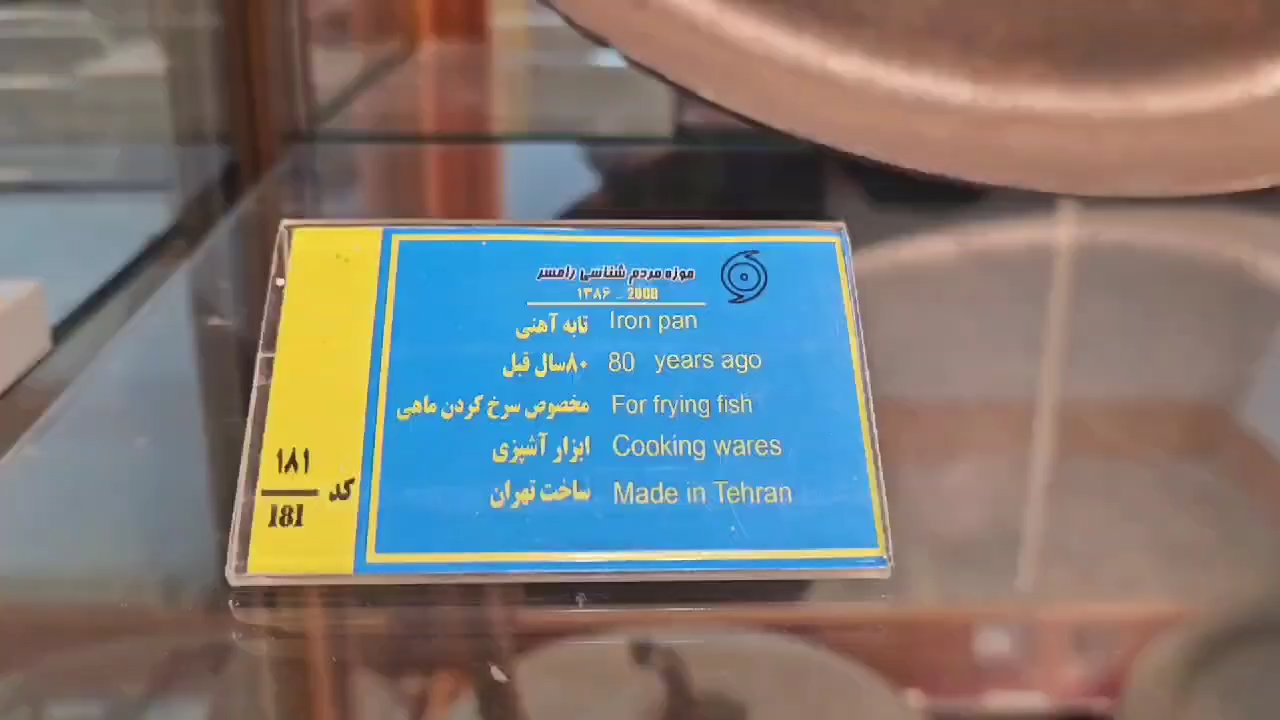 موزه مردم شناسی رامسر
۱۳۸۶ - 2008
تابه آهنی Iron pan
۸۰سال قبل 80 years ago
مخصوص سرخ کردن ماهی For frying fish
ابزار آشپزی Cooking wares
ساخت تهران Made in Tehran
کد ۱۸۱
181